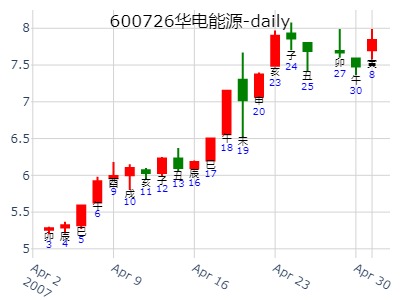 600726华电能源-daily
8
7.5
7
6.5
6
5.5
5
卯
3
辰
4
巳
5
午
6
酉
9
戌
10
亥
11
子
12
丑
13
辰
16
巳
17
午
18
未
19
申
20
亥
23
子
24
丑
25
卯
27
午
30
寅
8
Apr 2
2007
Apr 9
Apr 16
Apr 23
Apr 30